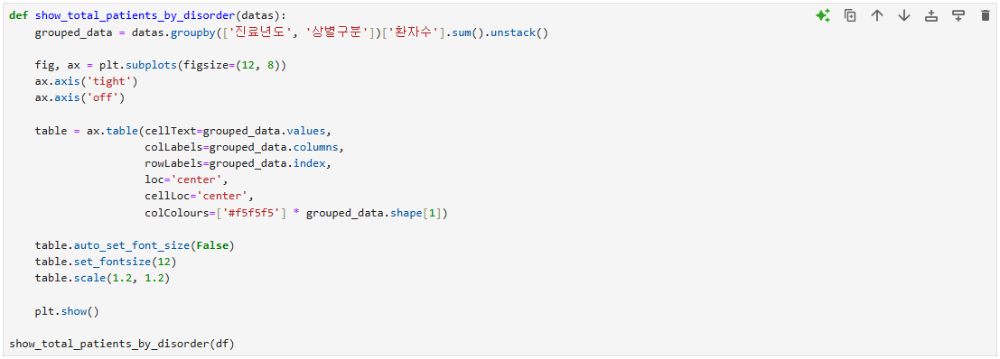 def show_total_patients_by_disorder(datas):
    grouped_data = datas.groupby(['진료년도', '상별구분'])['환자수'].sum().unstack()
    fig, ax = plt.subplots(figsize=(12, 8))
    ax.axis('tight')
    ax.axis('off')
    table = ax.table(cellText=grouped_data.values,
                     colLabels=grouped_data.columns,
                     rowLabels=grouped_data.index,
                     loc='center',
                     cellLoc='center',
                     colColours=['#f5f5f5'] * grouped_data.shape[1])
    table.auto_set_font_size(False)
    table.set_fontsize(12)
    table.scale(1.2, 1.2)
    plt.show()
show_total_patients_by_disorder(df)